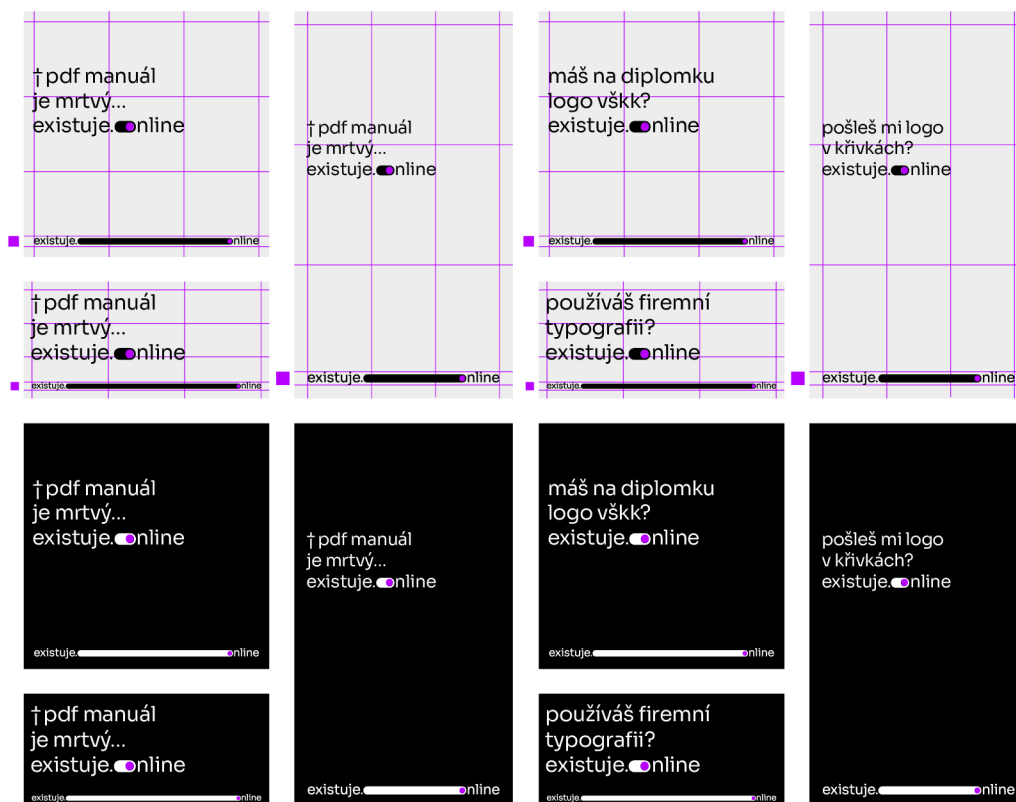 † pdf manuál
je mrtvý...
existuje.online
existuje.online
† pdf manuál
je mrtvý...
existuje.online
existuje.online
máš na diplomku
logo vškk?
existuje.online
existuje.online
pošleš mi logo
v křivkách?
existuje.online
existuje.online
† pdf manuál
je mrtvý...
existuje.online
existuje.online
používáš firemní
typografii?
existuje.online
existuje.online
† pdf manuál
je mrtvý...
existuje.online
existuje.online
† pdf manuál
je mrtvý...
existuje.online
existuje.online
máš na diplomku
logo vškk?
existuje.online
existuje.online
pošleš mi logo
v křivkách?
existuje.online
existuje.online
† pdf manuál
je mrtvý...
existuje.online
existuje.online
používáš firemní
typografii?
existuje.online
existuje.online